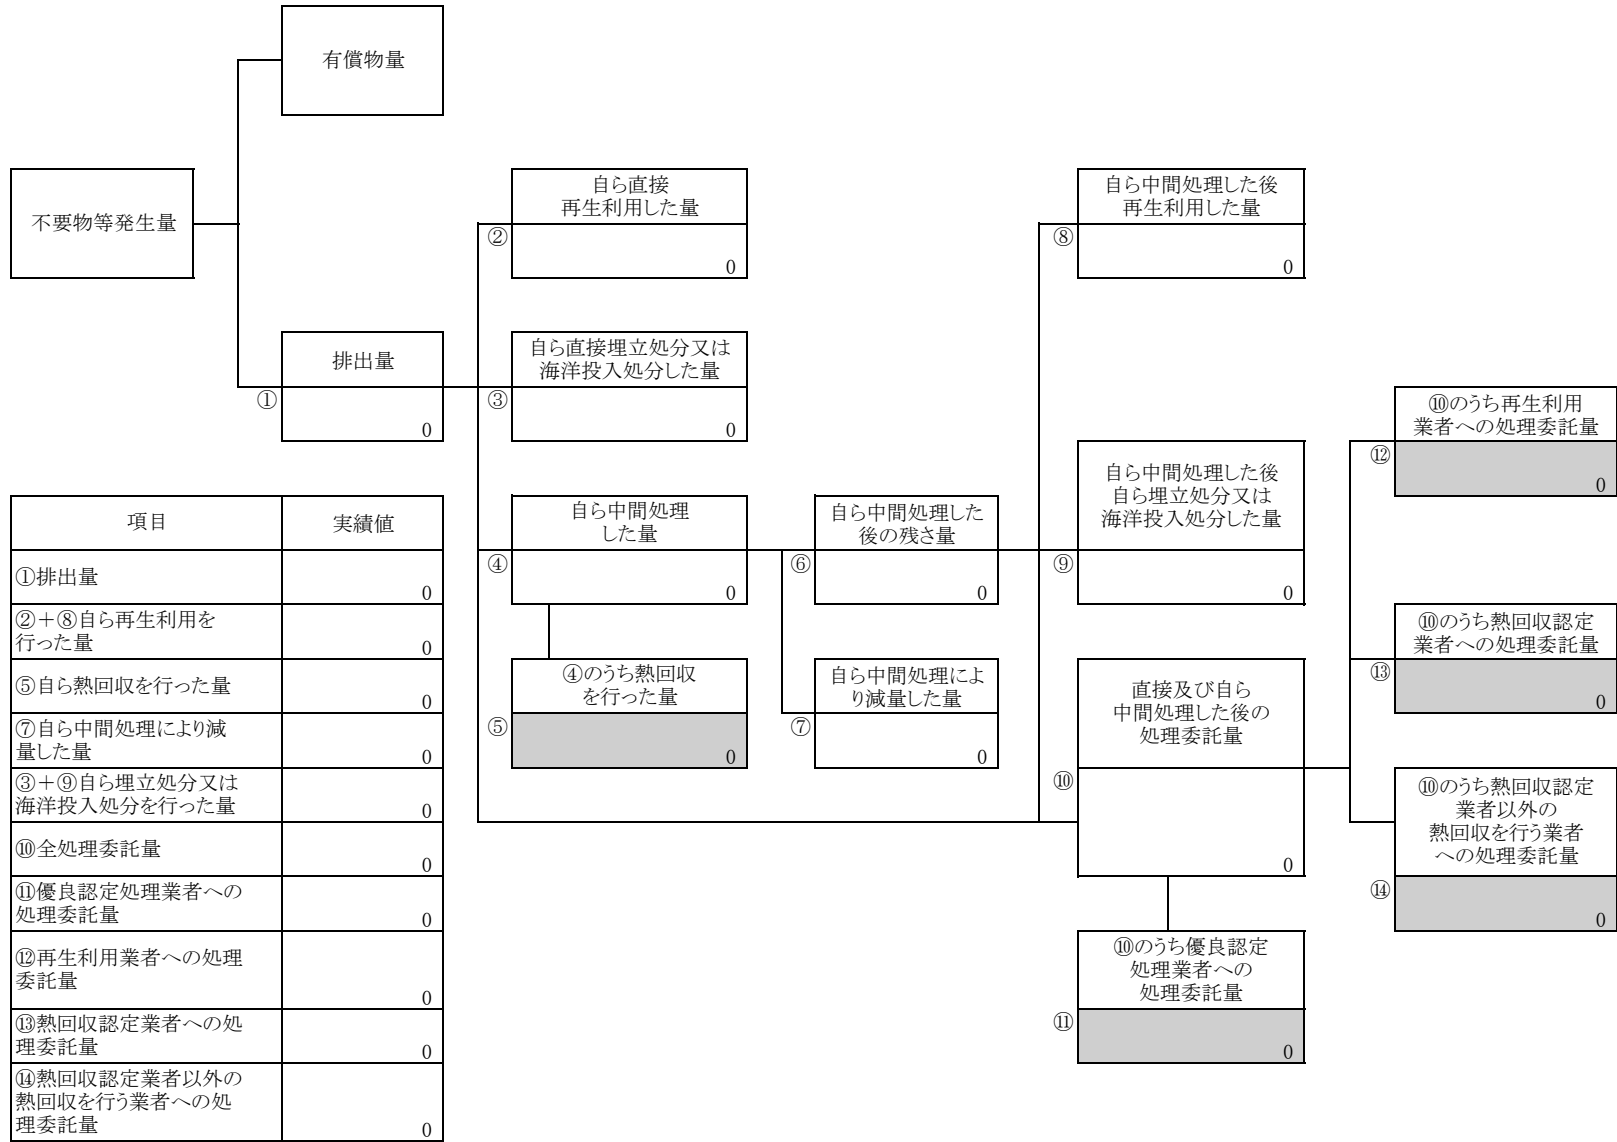 有償物量
不要物等発生量
自ら直接
再生利用した量
②
0
自ら中間処理した後
再生利用した量
⑧
0
排出量
①
0
自ら直接埋立処分又は
海洋投入処分した量
③
0
⑩のうち再生利用
業者への処理委託量
⑫
0
自ら中間処理した後
自ら埋立処分又は
海洋投入処分した量
⑨
0
自ら中間処理
した量
④
0
自ら中間処理した
後の残さ量
⑥
0
⑩のうち熱回収認定
業者への処理委託量
⑬
0
④のうち熱回収
を行った量
⑤
0
自ら中間処理によ
り減量した量
⑦
0
直接及び自ら
中間処理した後の
処理委託量
⑩
0
⑩のうち熱回収認定
業者以外の
熱回収を行う業者
への処理委託量
⑭
0
⑩のうち優良認定
処理業者への
処理委託量
⑪
0
項目 実績値
①排出量
0
②＋⑧自ら再生利用を
行った量
0
⑤自ら熱回収を行った量
0
⑦自ら中間処理により減
量した量
0
③＋⑨自ら埋立処分又は
海洋投入処分を行った量
0
⑩全処理委託量
0
⑪優良認定処理業者への
処理委託量
0
⑫再生利用業者への処理
委託量
0
⑬熱回収認定業者への処
理委託量
0
⑭熱回収認定業者以外の
熱回収を行う業者への処
理委託量
0